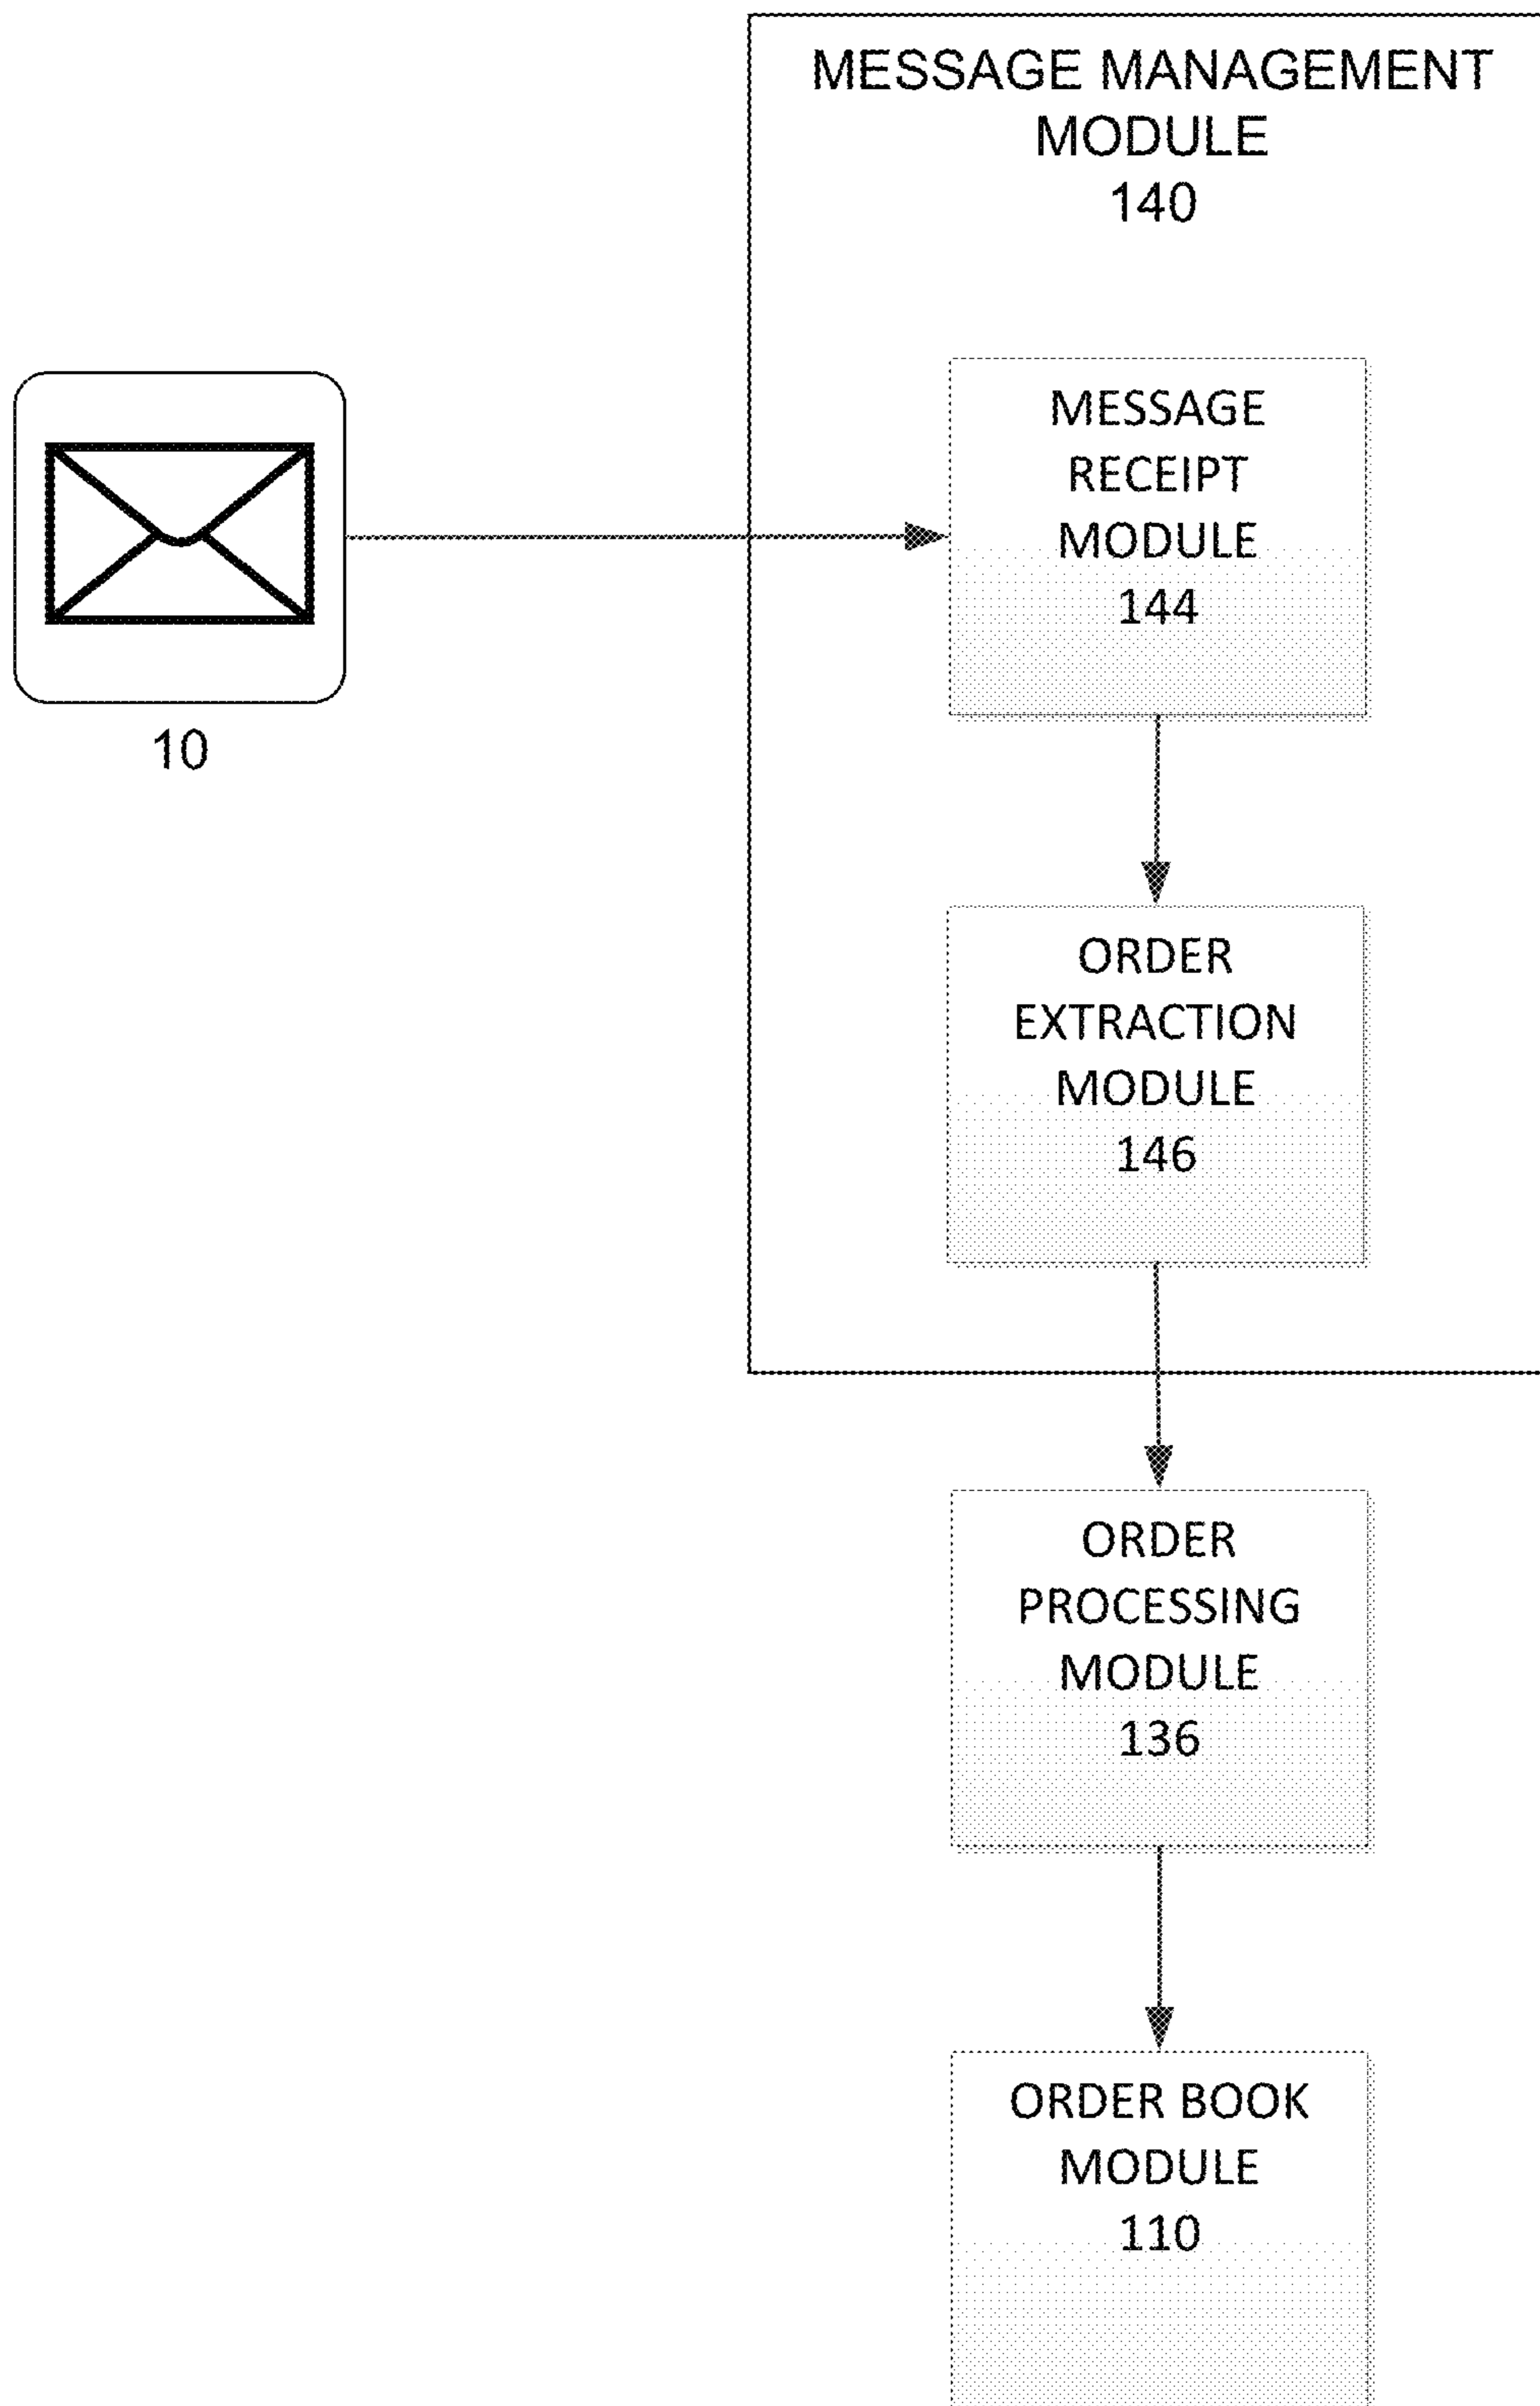 MESSAGE MANAGEMENT
MODULE
140
MESSAGE
RECEIPT
MODULE
144
10
ORDER
EXTRACTION
MODULE
146
ORDER
PROCESSING
MODULE
136
ORDER BOOK
MODULE
110